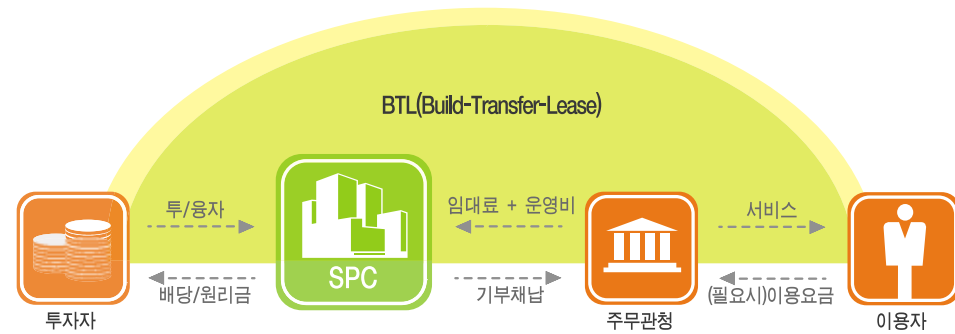 BTL(Build-Transfer-Lease)
투/융자
임대료 + 운영비
서비스
SPC
배당/원리금
기부채납
(필요시)이용요금
투자자
주무관청
이용자